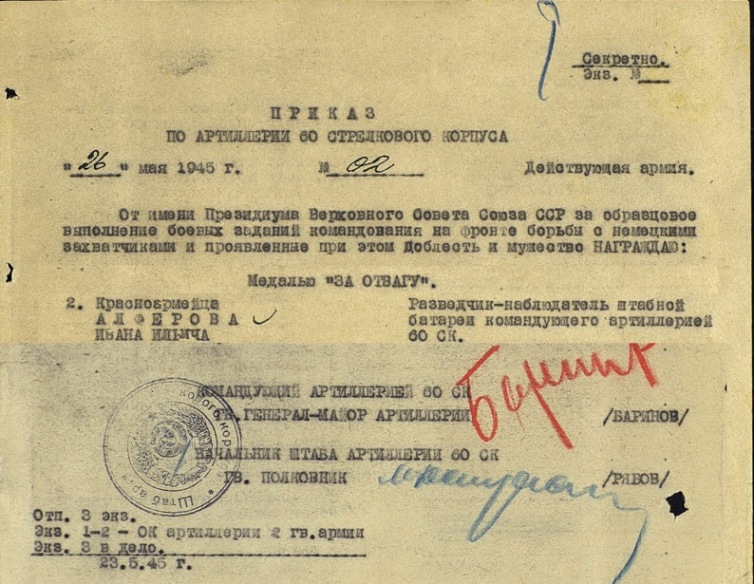 Секретно.
Экз. №
П Р И К А З
ПО АРТИЛЛЕРИИ 60 СТРЕЛКОВОГО КОРПУСА
"26" мая 1945 г. № 02 Действующая армия.
От имени Президиума Верховного Совета Союза ССР за образцовое
выполнение боевых заданий командования на фронте борьбы с немецкими
захватчиками и проявленные при этом доблесть и мужество НАГРАЖДАЮ:
Медалью "ЗА ОТВАГУ".
2. Красноармейца Разведчик-наблюдатель штабной
А Л Ф Е Р О В А батареи командующего артиллерией
ИВАНА ИЛЬИЧА 60 СК.
КОМАНДУЮЩИЙ АРТИЛЛЕРИЕЙ 60 СК
ГВ. ГЕНЕРАЛ-МАЙОР АРТИЛЛЕРИИ /БАРИНОВ/
НАЧАЛЬНИК ШТАБА АРТИЛЛЕРИИ 60 СК
ГВ. ПОЛКОВНИК /РЯБОВ/
Штаб
Отп. 3 экз.
Экз. 1-2 - ОК артиллерии 2 гв.армии
Экз. 3 в дело.
23.5.45 г.